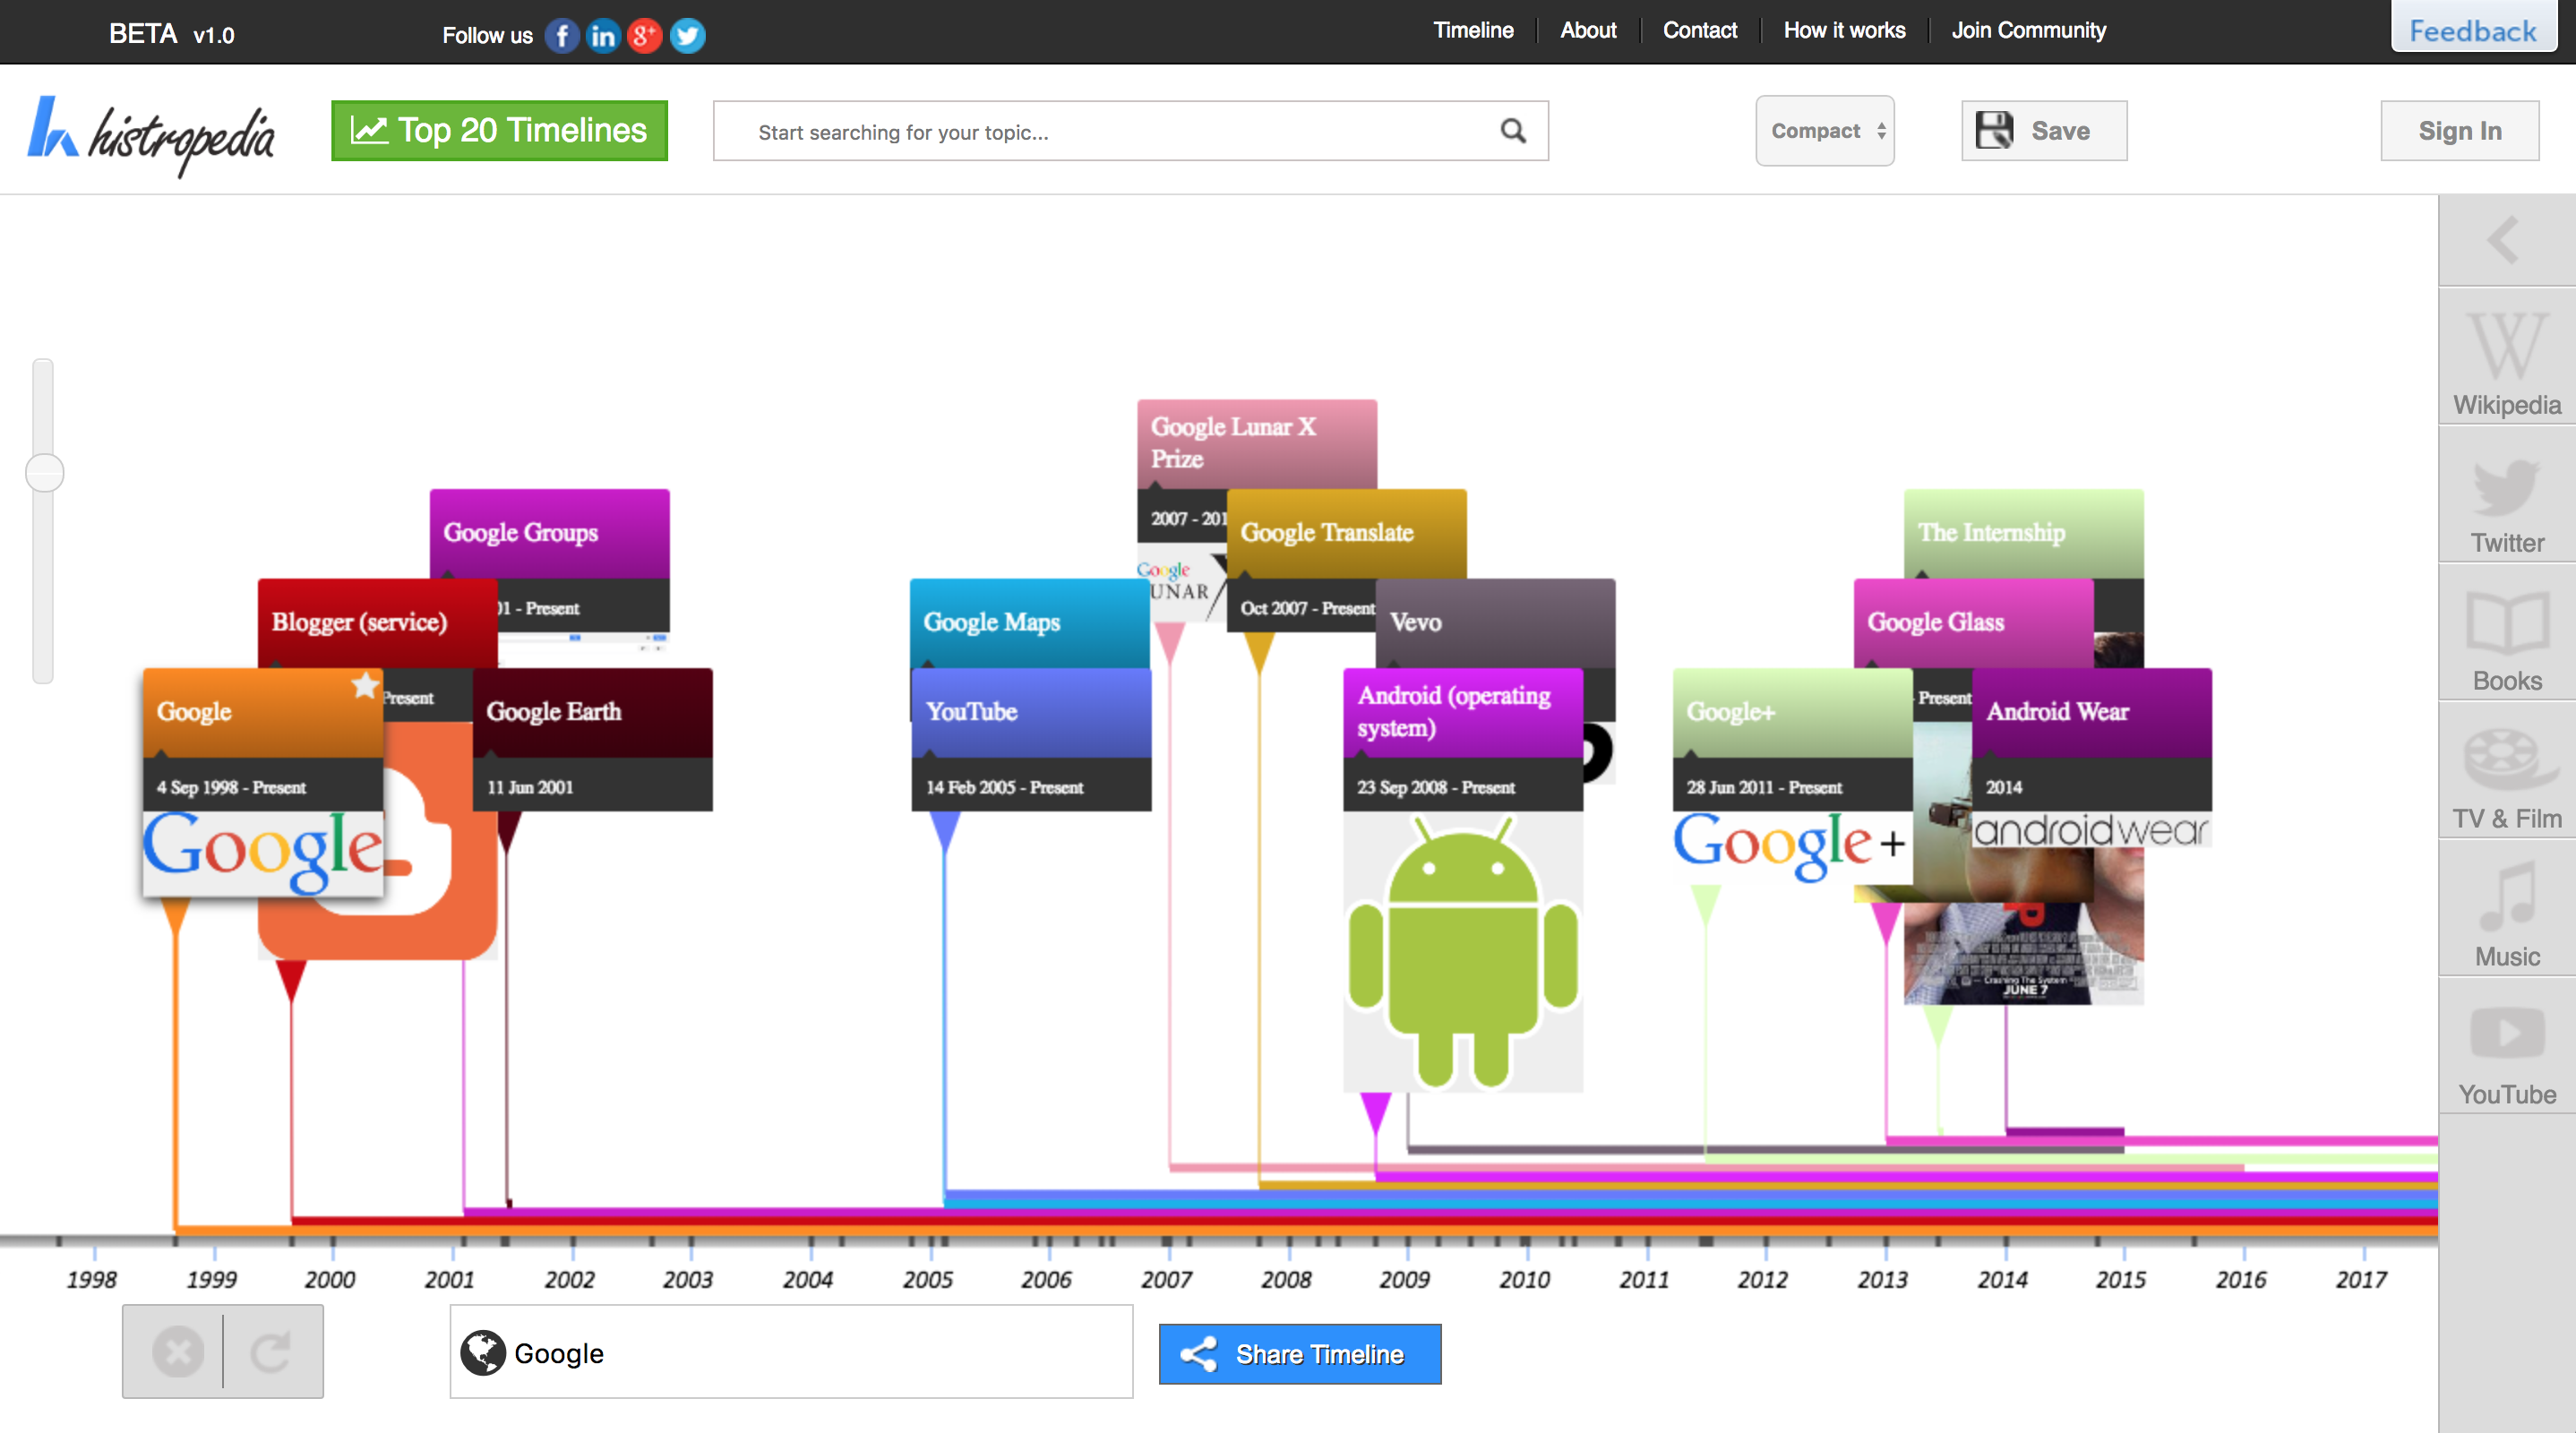 BETA v1.0
Follow us
Timeline
About
Contact
How it works
Join Community
Feedback
histropedia
Top 20 Timelines
Start searching for your topic...
Compact
Save
Sign In
Wikipedia
Twitter
Books
TV & Film
Music
YouTube
Google Lunar X
Prize
2007 - 201
Google
UNAR
Google Groups
01 - Present
Google Translate
Oct 2007 - Present
The Internship
Blogger (service)
Present
Google Maps
Vevo
Google Glass
Present
Google
4 Sep 1998 - Present
Google
Google Earth
11 Jun 2001
YouTube
14 Feb 2005 - Present
Android (operating
system)
23 Sep 2008 - Present
Google+
28 Jun 2011 - Present
Google+
Android Wear
2014
androidwear
Crashing The System
JUNE 7
1998 1999 2000 2001 2002 2003 2004 2005 2006 2007 2008 2009 2010 2011 2012 2013 2014 2015 2016 2017
Google
Share Timeline